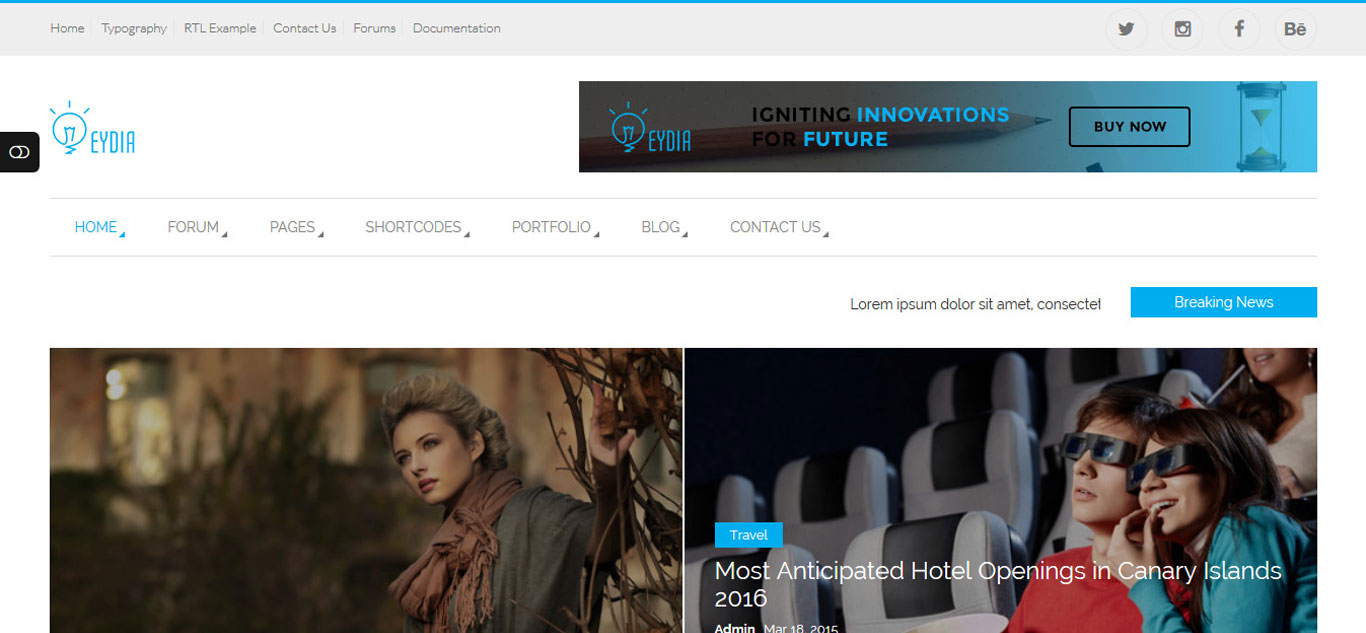 Home Typography RTL Example Contact Us Forums Documentation
Bē
EYDIA
EYDIA
IGNITING INNOVATIONS
FOR FUTURE
BUY NOW
HOME FORUM PAGES SHORTCODES PORTFOLIO BLOG CONTACT US
Lorem ipsum dolor sit amet, consectet
Breaking News
Travel
Most Anticipated Hotel Openings in Canary Islands
2016
Admin Mar 18, 2015